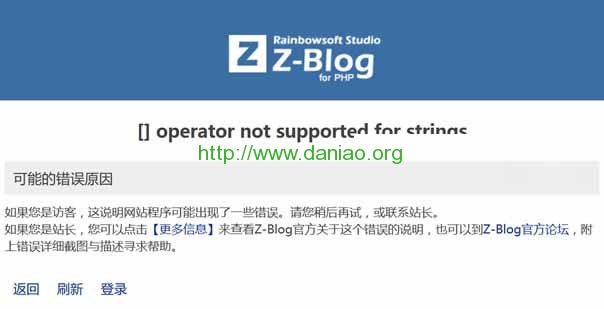 Rainbowsoft Studio
Z Z-Blog
for PHP
[] operator not supported for strings
http://www.daniao.org
可能的错误原因
如果您是访客，这说明网站程序可能出现了一些错误。请您稍后再试，或联系站长。
如果您是站长，您可以点击【更多信息】来查看Z-Blog官方关于这个错误的说明，也可以到Z-Blog官方论坛，附
上错误详细截图与描述寻求帮助。
返回 刷新 登录